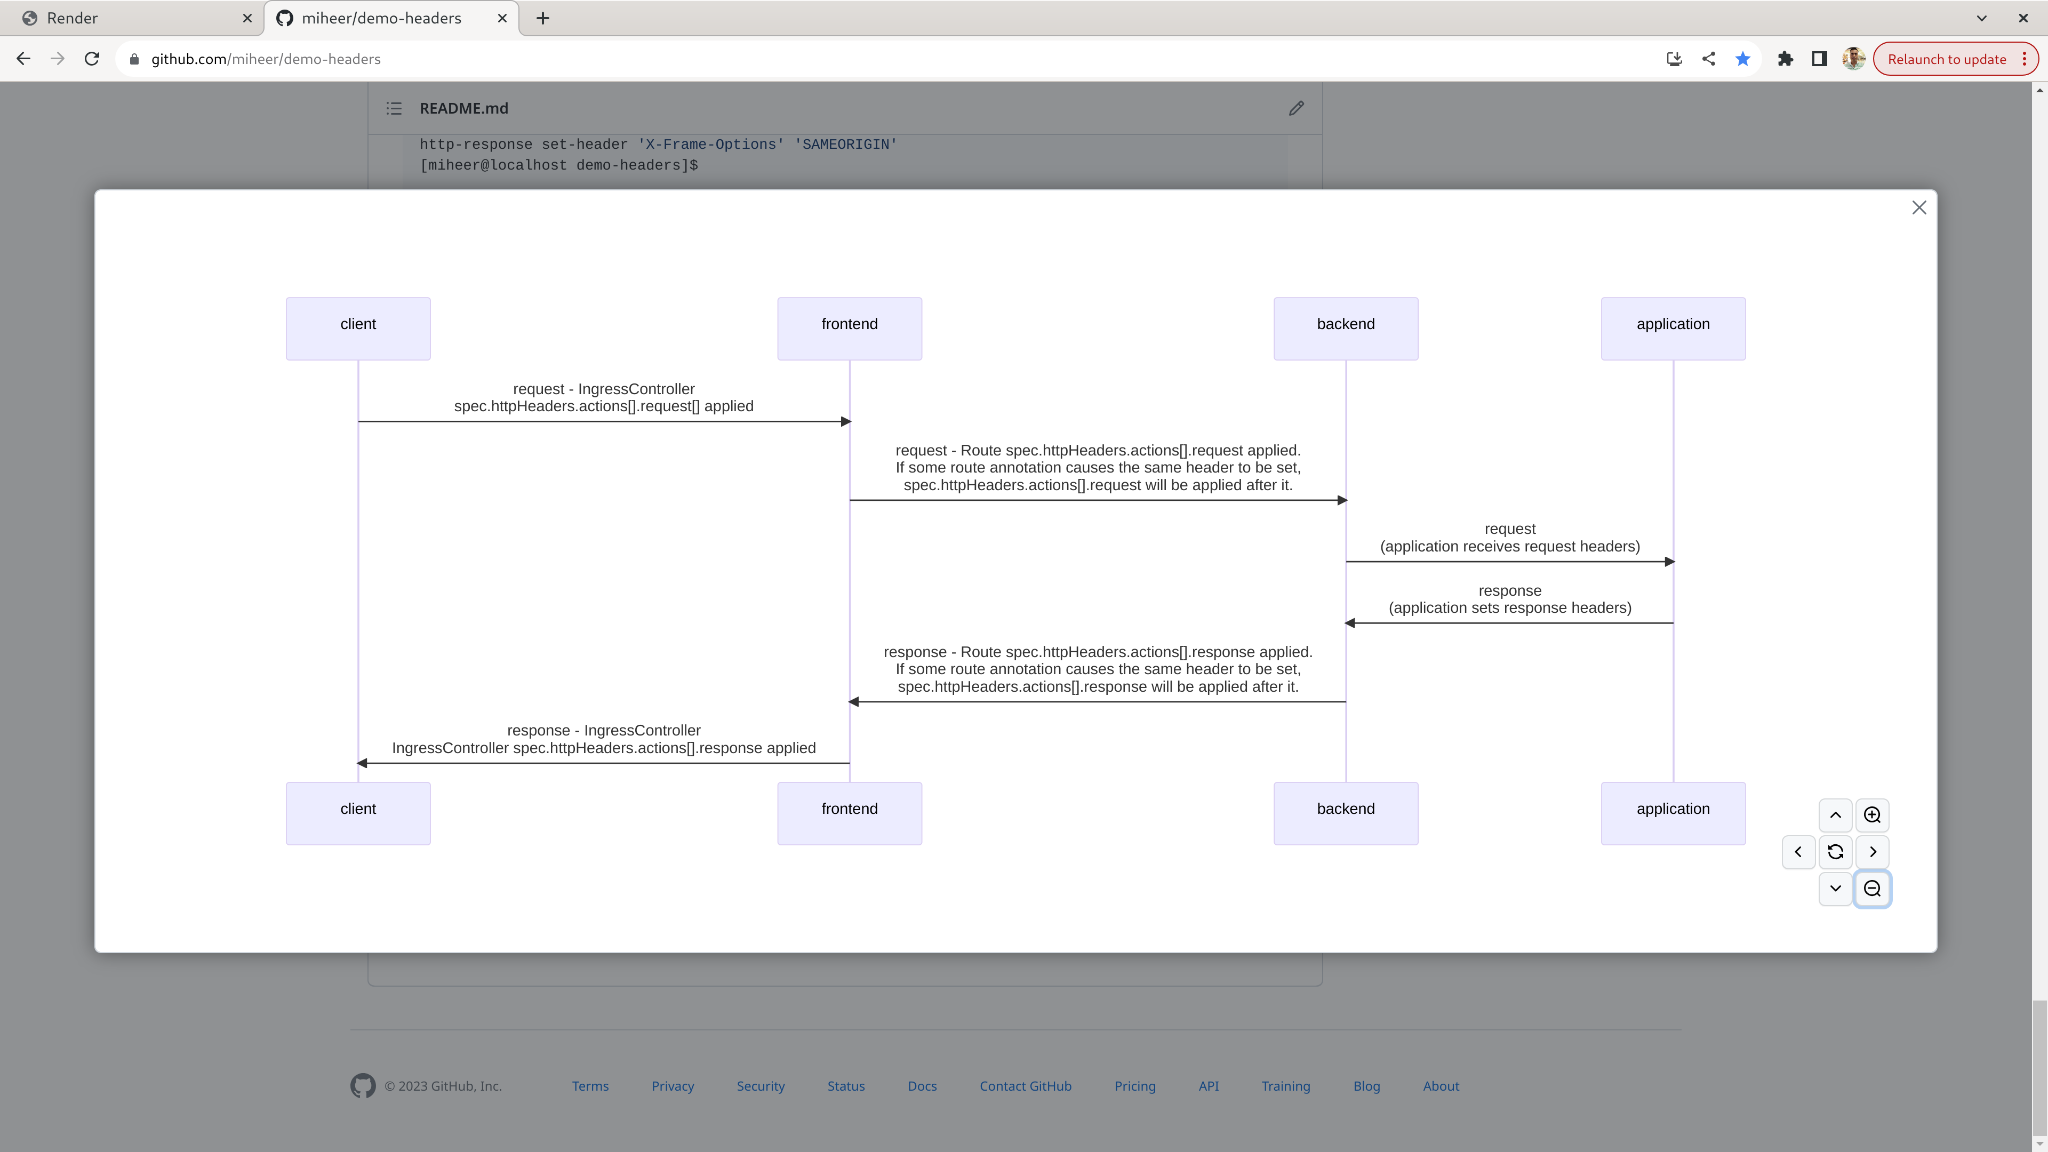 Render
miheer/demo-headers
github.com/miheer/demo-headers
Relaunch to update
README.md
http-response set-header 'X-Frame-Options' 'SAMEORIGIN'
[miheer@localhost demo-headers]$
client
frontend
backend
application
request - IngressController
spec.httpHeaders.actions[].request[] applied
request - Route spec.httpHeaders.actions[].request applied.
If some route annotation causes the same header to be set,
spec.httpHeaders.actions[].request will be applied after it.
request
(application receives request headers)
response
(application sets response headers)
response - Route spec.httpHeaders.actions[].response applied.
If some route annotation causes the same header to be set,
spec.httpHeaders.actions[].response will be applied after it.
response - IngressController
IngressController spec.httpHeaders.actions[].response applied
client
frontend
backend
application
© 2023 GitHub, Inc.
Terms
Privacy
Security
Status
Docs
Contact GitHub
Pricing
API
Training
Blog
About